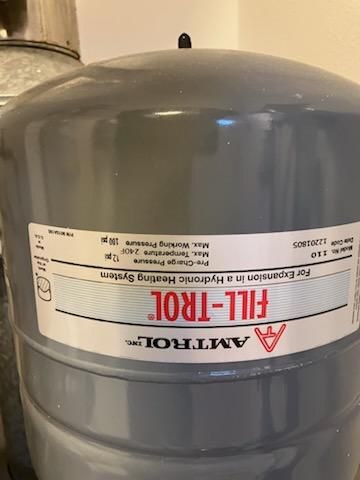 AMTROL INC.
FILL-TROL®
For Expansion in a Hydronic Heating System
Model No. 110
Date Code 12201805
Pre-Charge Pressure 12 psi
Max. Temperature 240F
Max. Working Pressure 100 psi
Made
U.S.A.